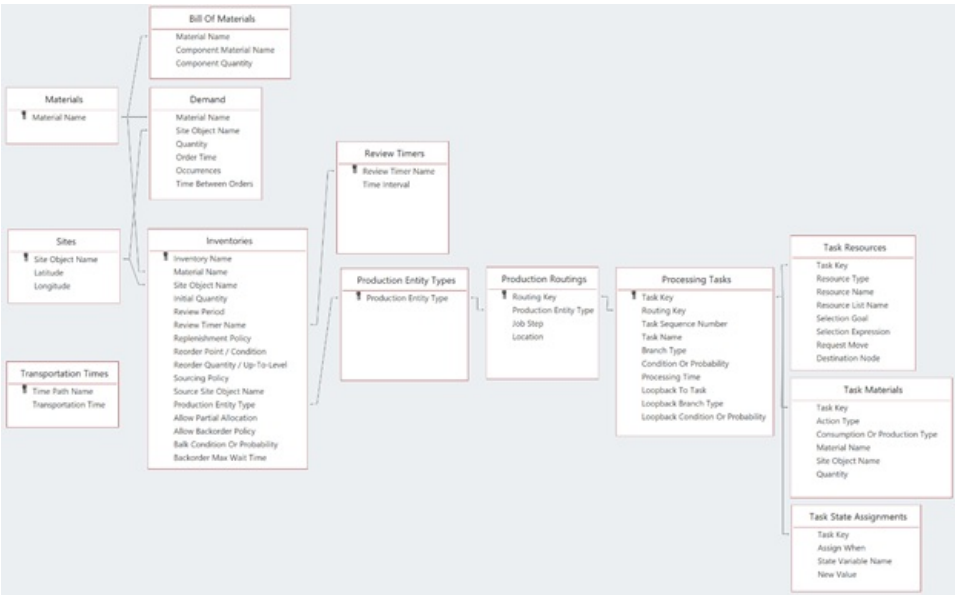 Bill Of Materials
Material Name
Component Material Name
Component Quantity
Materials
Material Name
Demand
Material Name
Site Object Name
Quantity
Order Time
Occurrences
Time Between Orders
Review Timers
Review Timer Name
Time Interval
Sites
Site Object Name
Latitude
Longitude
Inventories
Inventory Name
Material Name
Site Object Name
Initial Quantity
Review Period
Review Timer Name
Replenishment Policy
Reorder Point / Condition
Reorder Quantity / Up-To-Level
Sourcing Policy
Source Site Object Name
Production Entity Type
Allow Partial Allocation
Allow Backorder Policy
Balk Condition Or Probability
Backorder Max Wait Time
Transportation Times
Time Path Name
Transportation Time
Production Entity Types
Production Entity Type
Production Routings
Routing Key
Production Entity Type
Job Step
Location
Processing Tasks
Task Key
Routing Key
Task Sequence Number
Task Name
Branch Type
Condition Or Probability
Processing Time
Loopback To Task
Loopback Branch Type
Loopback Condition Or Probability
Task Resources
Task Key
Resource Type
Resource Name
Resource List Name
Selection Goal
Selection Expression
Request Move
Destination Node
Task Materials
Task Key
Action Type
Consumption Or Production Type
Material Name
Site Object Name
Quantity
Task State Assignments
Task Key
Assign When
State Variable Name
New Value